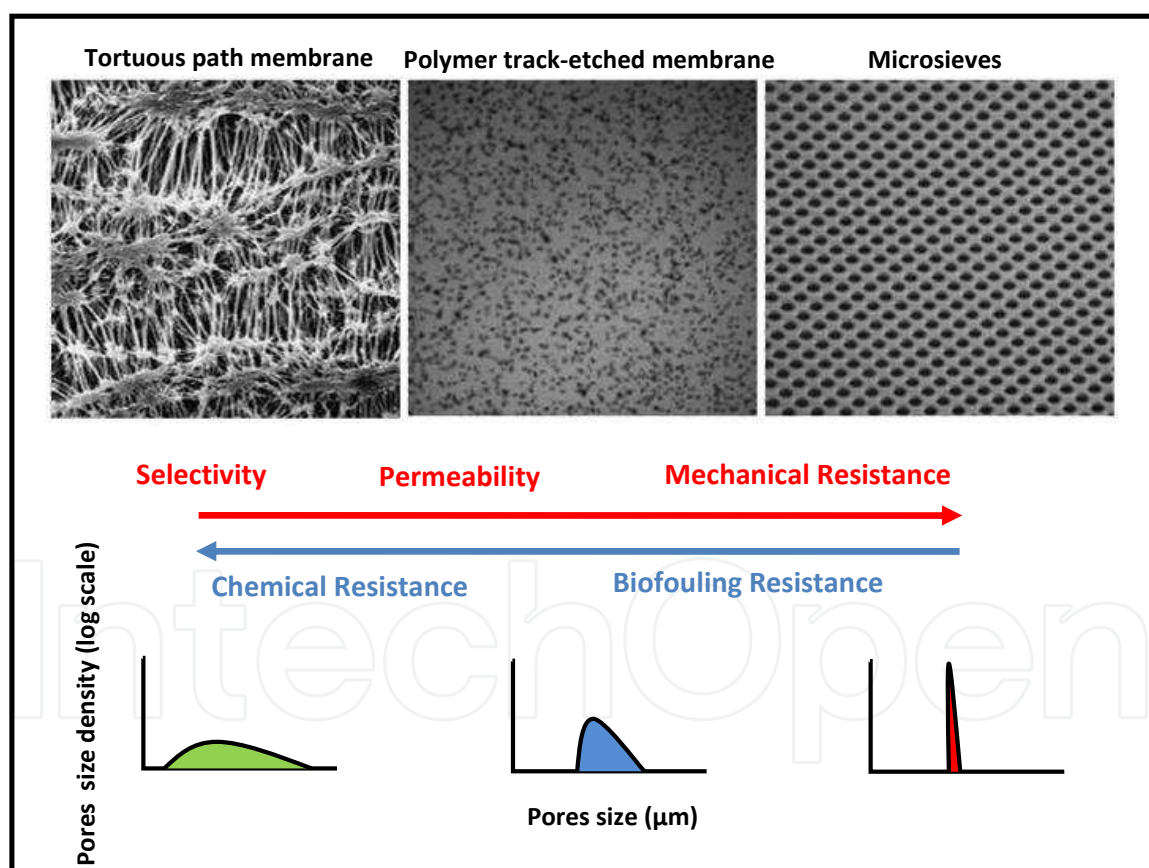 Tortuous path membrane
Polymer track-etched membrane
Microsieves
Selectivity
Permeability
Mechanical Resistance
Chemical Resistance
Biofouling Resistance
Pores size density (log scale)
IntechOpen
Pores size (µm)